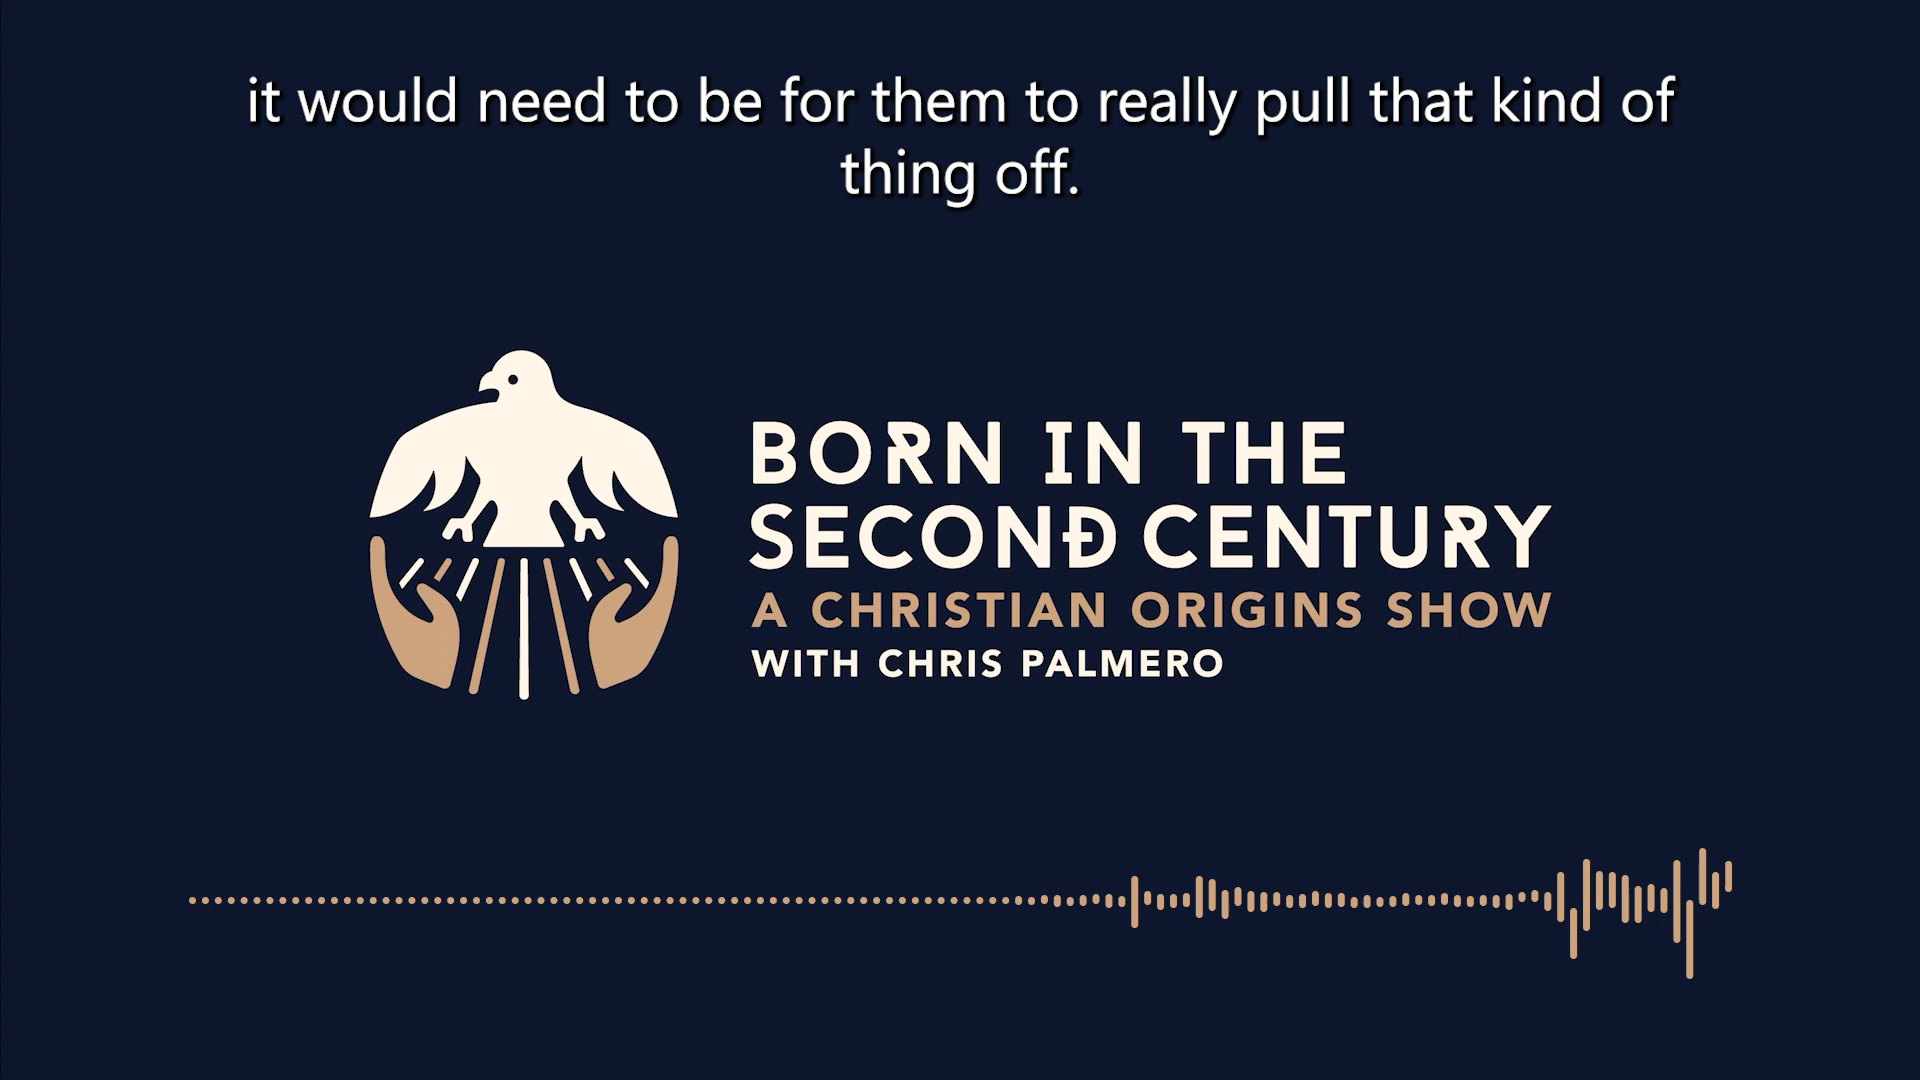 it would need to be for them to really pull that kind of
thing off.
BORN IN THE
SECOND CENTURY
A CHRISTIAN ORIGINS SHOW
WITH CHRIS PALMERO